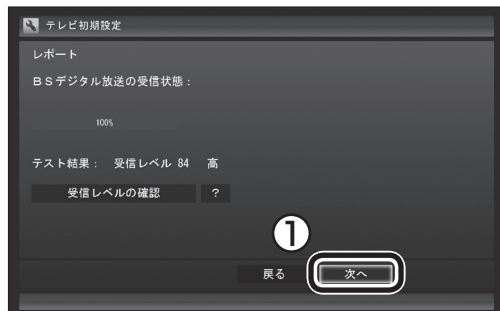 テレビ初期設定
レポート
ＢＳデジタル放送の受信状態：
100%
テスト結果： 受信レベル 84 高
受信レベルの確認 ？
①
戻る 次へ